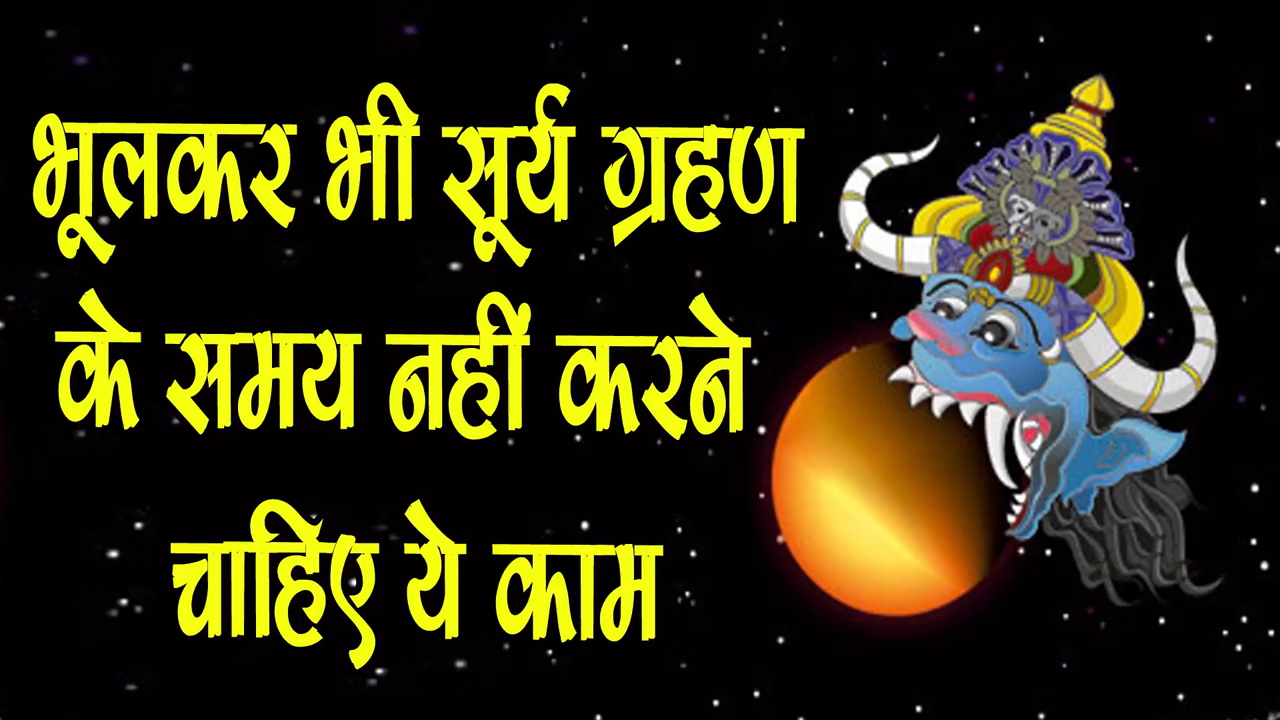 भूलकर भी सूर्य ग्रहण
के समय नहीं करने
चाहिए ये काम